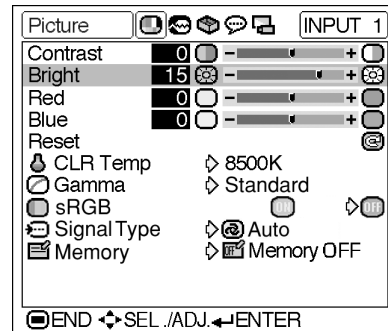 Picture INPUT 1
Contrast 0 - +
Bright 15 - +
Red 0 - +
Blue 0 - +
Reset
CLR Temp 8500K
Gamma Standard
sRGB ON OFF
Signal Type Auto
Memory OFF Memory OFF
END SEL./ADJ. ENTER